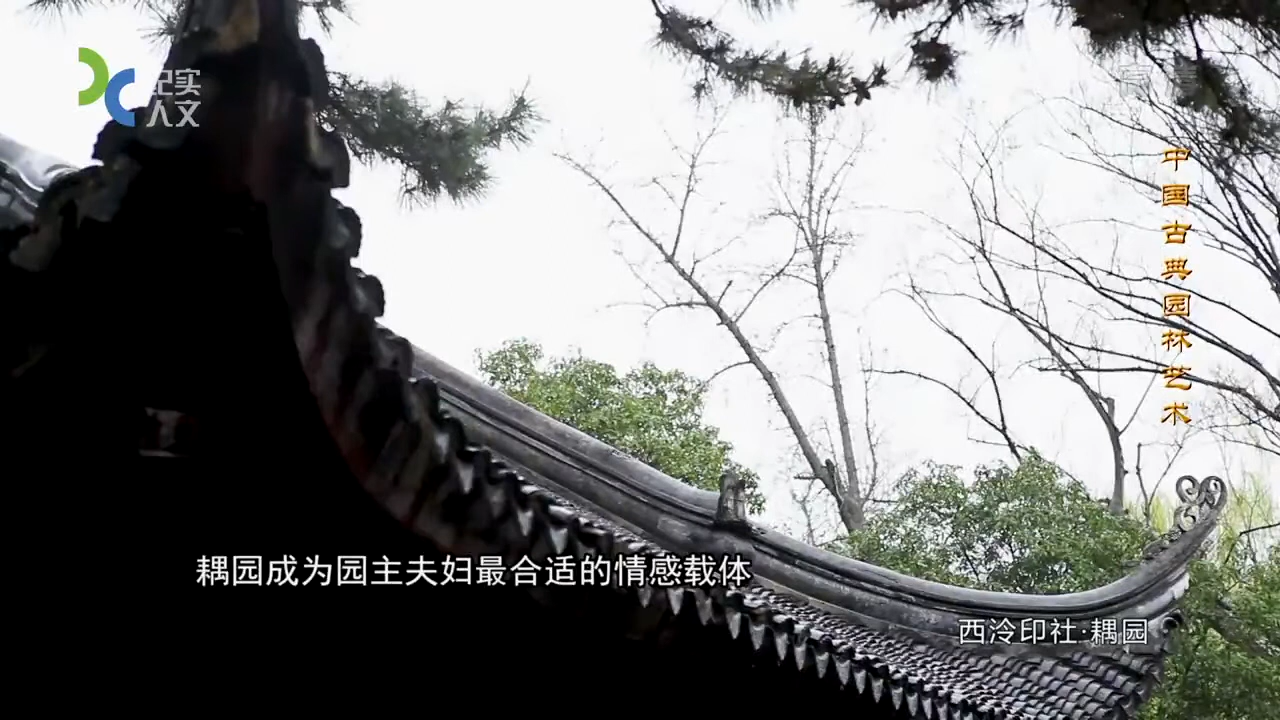 纪实
人文
中国古典园林艺术
耦园成为园主夫妇最合适的情感载体
西泠印社·耦园